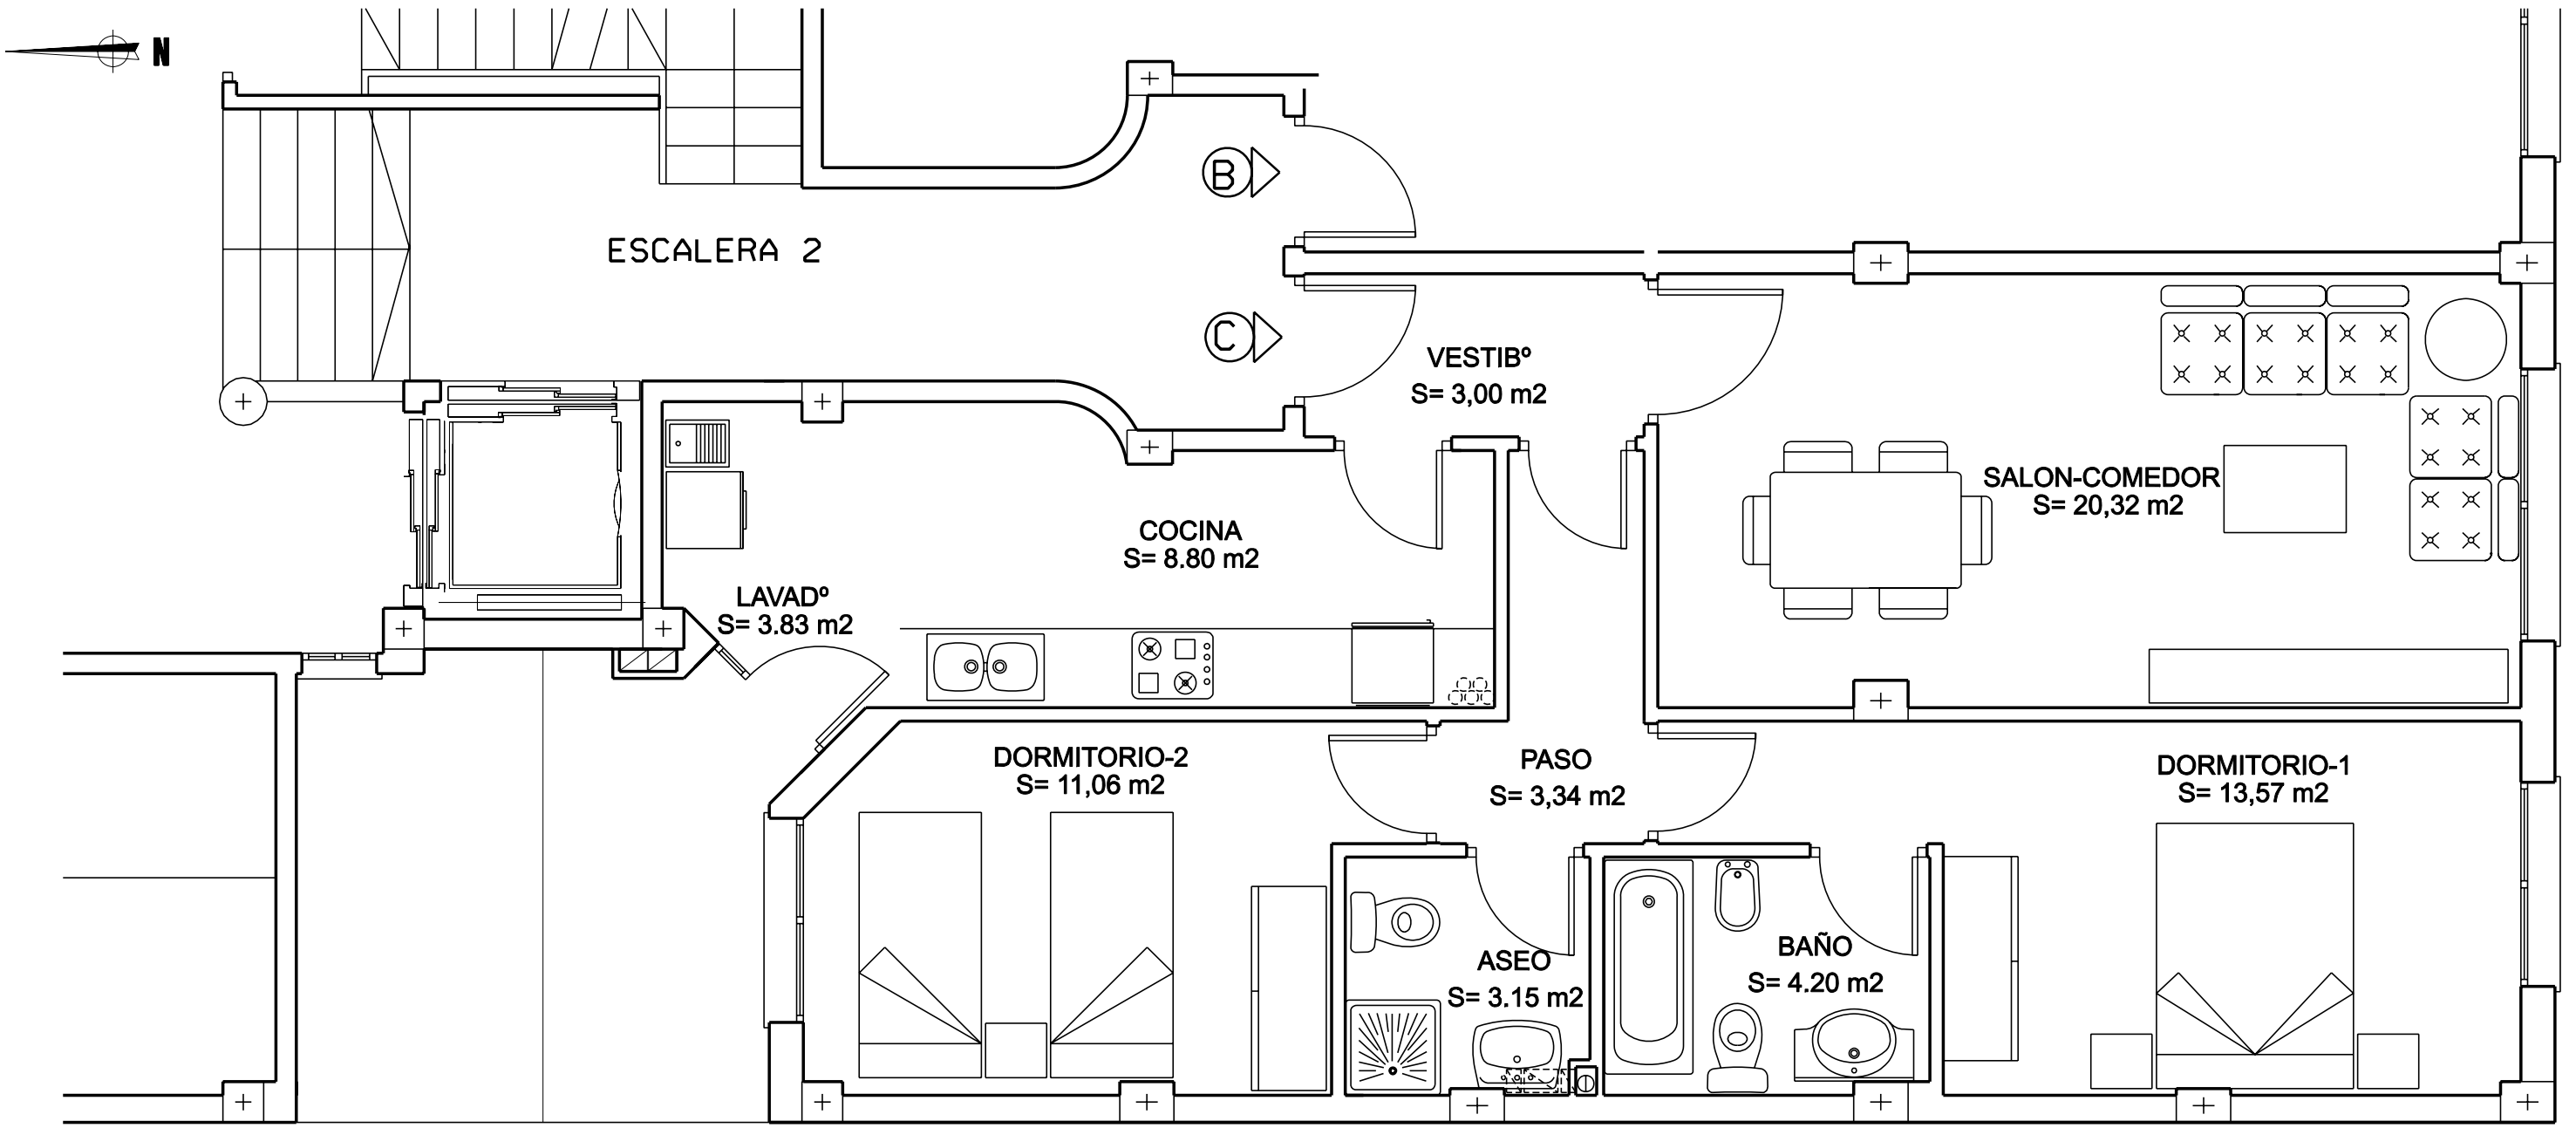 N
B
ESCALERA 2
C
VESTIBº
S= 3,00 m2
SALON-COMEDOR
S= 20,32 m2
COCINA
S= 8.80 m2
LAVADº
S= 3.83 m2
DORMITORIO-2
S= 11,06 m2
PASO
S= 3,34 m2
DORMITORIO-1
S= 13,57 m2
ASEO
S= 3.15 m2
BAÑO
S= 4.20 m2